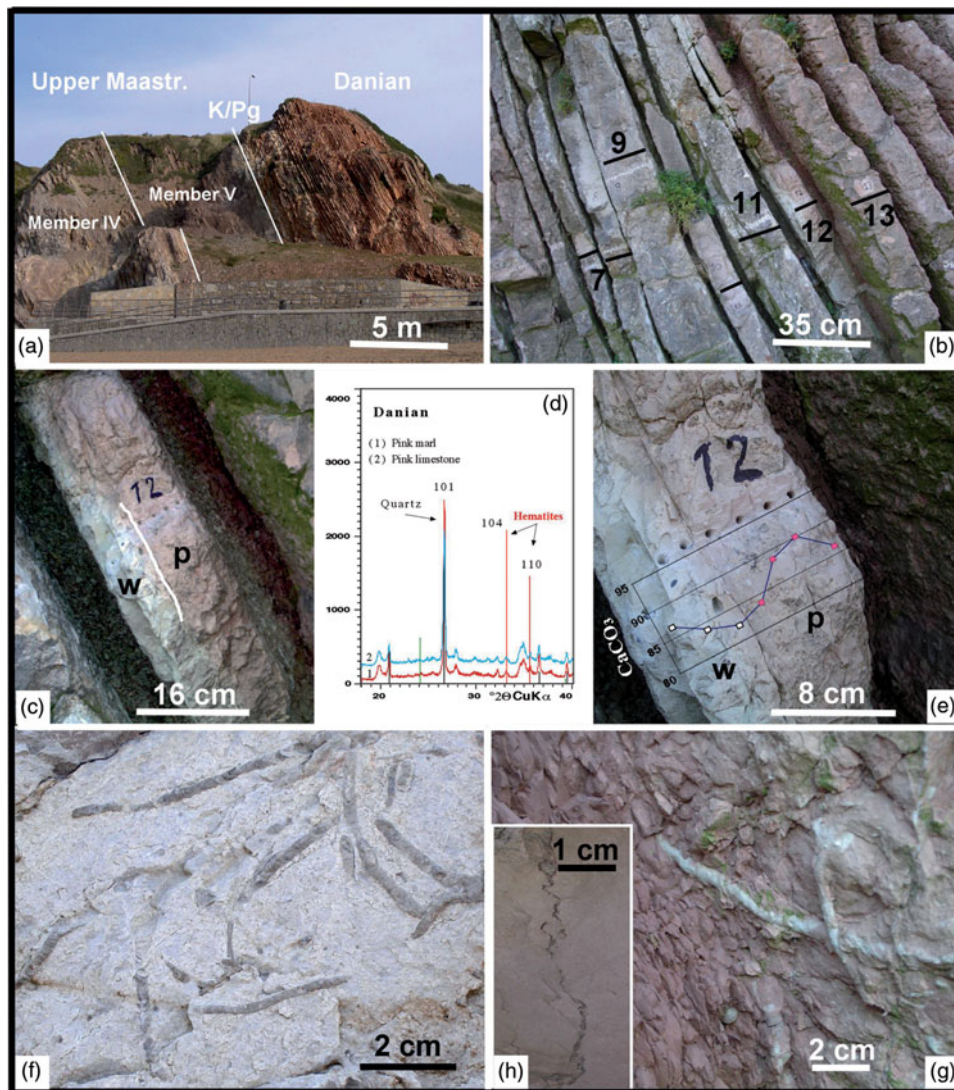 Upper Maastr.
K/Pg
Danian
Member IV
Member V
5 m
(a)
9
11
12
13
7
35 cm
(b)
12
w
p
16 cm
(c)
(d)
Danian
(1) Pink marl
(2) Pink limestone
4000
3000
2000
1000
0
101
Quartz
104
Hematites
110
2
1
20
30
40
°2ΘCuKα
12
95
90
85
80
CaCO3
w
p
8 cm
(e)
2 cm
(f)
1 cm
(h)
2 cm
(g)